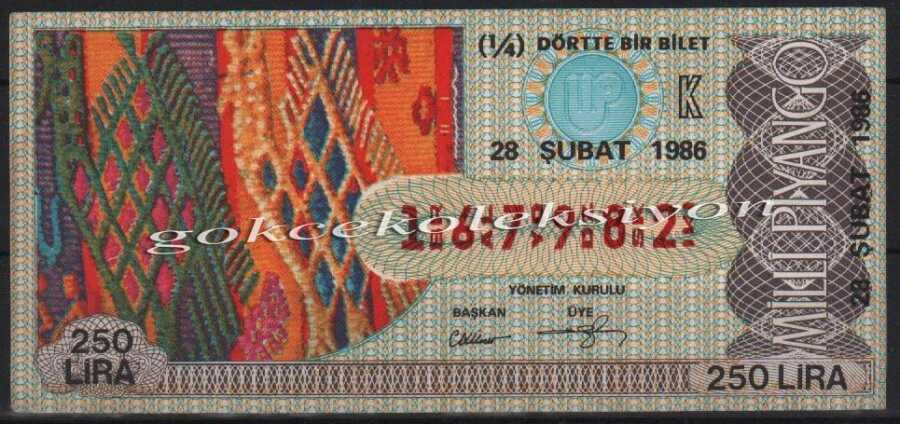 (¼) DÖRTTE BİR BİLET
K
28 ŞUBAT 1986
167982
gokcekoleksiyon
YÖNETİM KURULU
BAŞKAN ÜYE
250 LİRA
250 LİRA
MİLLİ PİYANGO
28 ŞUBAT 1986